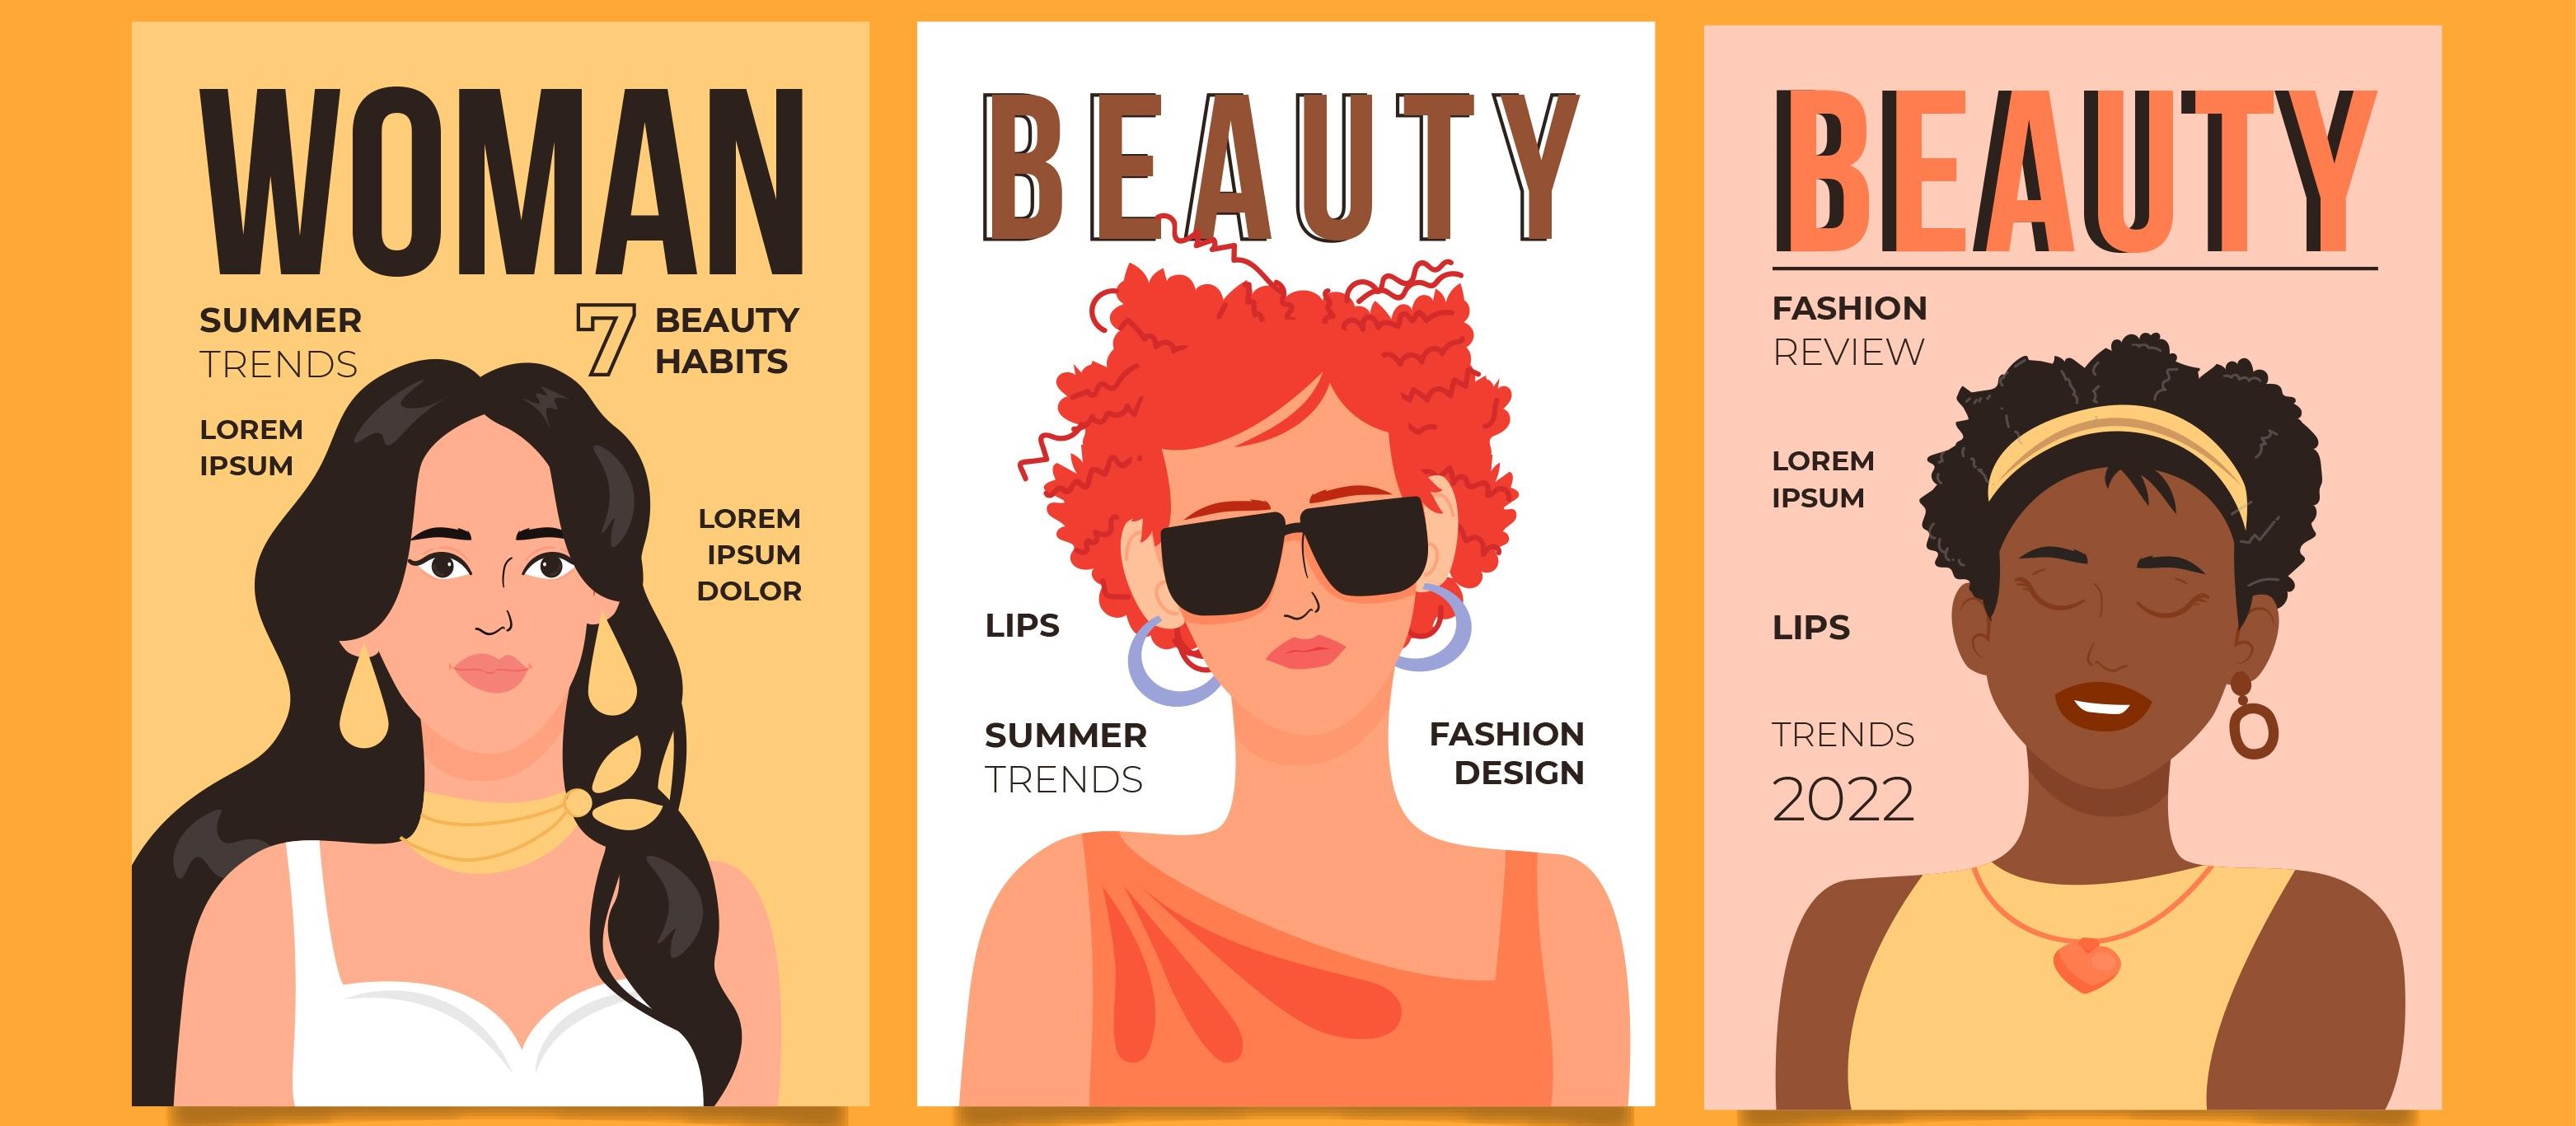 WOMAN
SUMMER
TRENDS
7 BEAUTY
HABITS
LOREM
IPSUM
LOREM
IPSUM
DOLOR
BEAUTY
LIPS
SUMMER
TRENDS
FASHION
DESIGN
BEAUTY
FASHION
REVIEW
LOREM
IPSUM
LIPS
TRENDS
2022